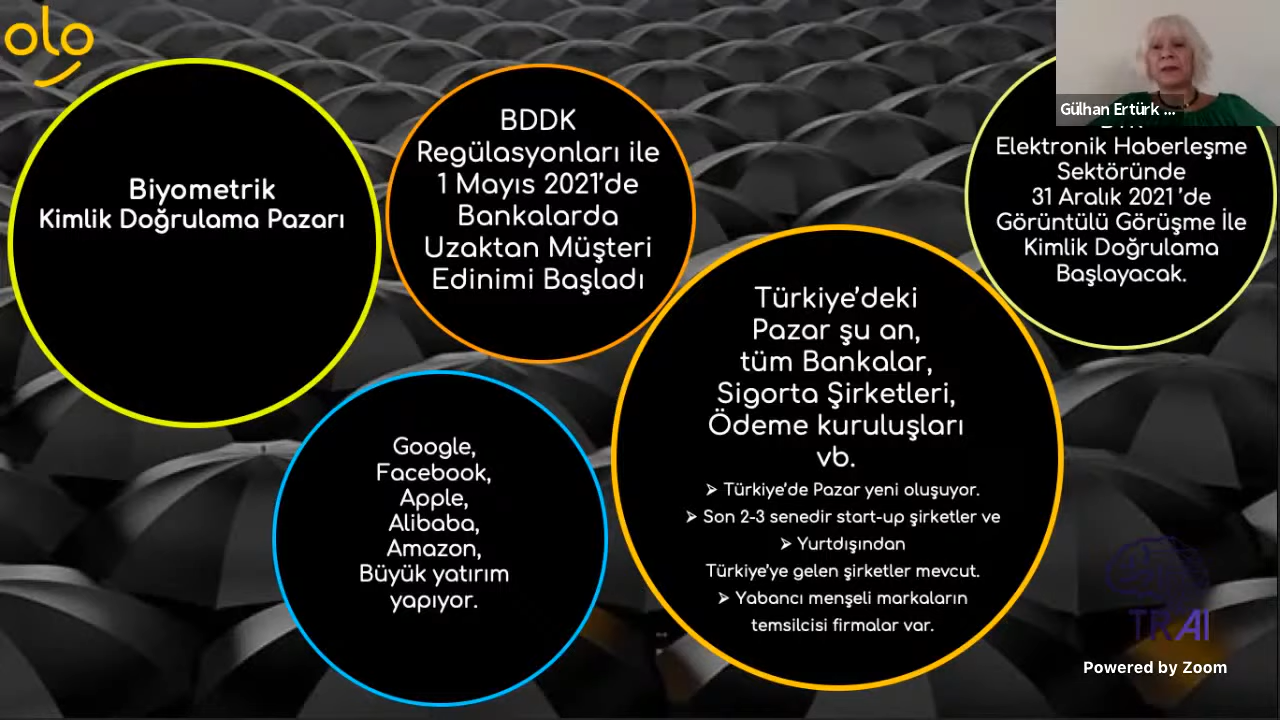 olo
Biyometrik
Kimlik Doğrulama Pazarı
BDDK
Regülasyonları ile
1 Mayıs 2021’de
Bankalarda
Uzaktan Müşteri
Edinimi Başladı
Gülhan Ertürk ...
Elektronik Haberleşme
Sektöründe
31 Aralık 2021 ’de
Görüntülü Görüşme İle
Kimlik Doğrulama
Başlayacak.
Google,
Facebook,
Apple,
Alibaba,
Amazon,
Büyük yatırım
yapıyor.
Türkiye’deki
Pazar şu an,
tüm Bankalar,
Sigorta Şirketleri,
Ödeme kuruluşları
vb.
➢ Türkiye’de Pazar yeni oluşuyor.
➢ Son 2-3 senedir start-up şirketler ve
➢ Yurtdışından
Türkiye’ye gelen şirketler mevcut.
➢ Yabancı menşeli markaların
temsilcisi firmalar var.
TRAI
Powered by Zoom